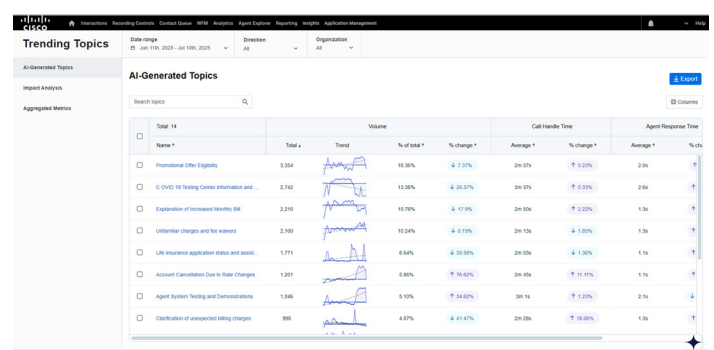 CISCO
Interactions Recording Controls Contact Queue WFM Analytics Agent Explorer Reporting Insights Application Management Help
Trending Topics
Date range
Jan 11th, 2025 - Jul 10th, 2025
Direction
All
Organization
All
AI-Generated Topics
Impact Analysis
Aggregated Metrics
AI-Generated Topics
Export
Search topics
Columns
Total: 14 Volume Call Handle Time Agent Response Time
Name ↑ Total ↓ Trend % of total ↑ % change ↑ Average ↑ % change ↑ Average ↑ % ch
Promotional Offer Eligibility 3,354 16.36% ↓ 7.37% 2m 37s ↑ 0.23% 2.0s ↑
C OVID 19 Testing Center Information and ... 2,742 13.38% ↓ 26.37% 3m 37s ↑ 0.33% 2.6s ↑
Explanation of Increased Monthly Bill 2,210 10.78% ↓ 17.9% 2m 50s ↑ 2.22% 1.3s ↑
Unfamiliar charges and fee waivers 2,100 10.24% ↓ 0.19% 2m 13s ↓ 1.65% 1.3s ↑
Life insurance application status and assist... 1,771 8.64% 2m 53s ↓ 1.36% 1.1s ↑
Account Cancellation Due to Rate Changes 1,201 5.86% ↑ 76.62% 2m 45s ↑ 11.11% 1.1s ↑
Agent System Testing and Demonstrations 1,046 5.10% ↑ 34.62% 3m 1s ↑ 1.23% 2.1s ↓
Clarification of unexpected billing charges 998 4.87% ↓ 41.47% 2m 28s ↑ 18.06% 1.3s ↑